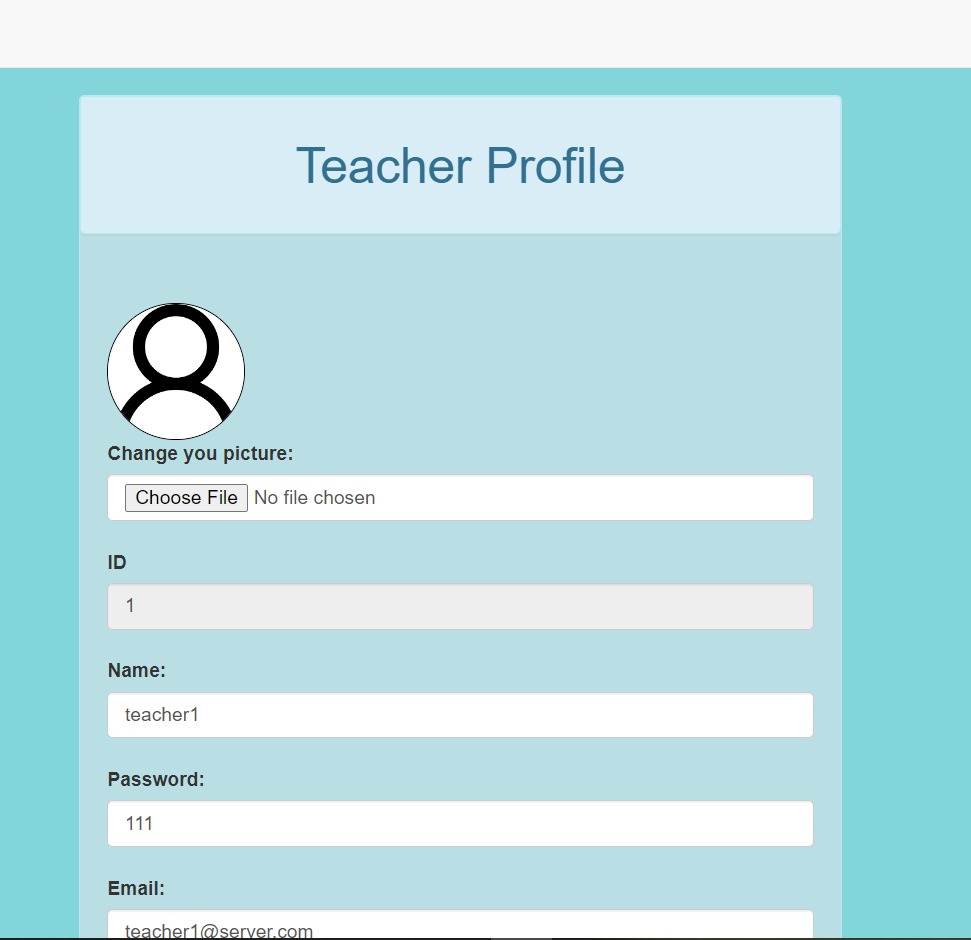 Teacher Profile
Change you picture:
Choose File No file chosen
ID
1
Name:
teacher1
Password:
111
Email:
teacher1@server.com